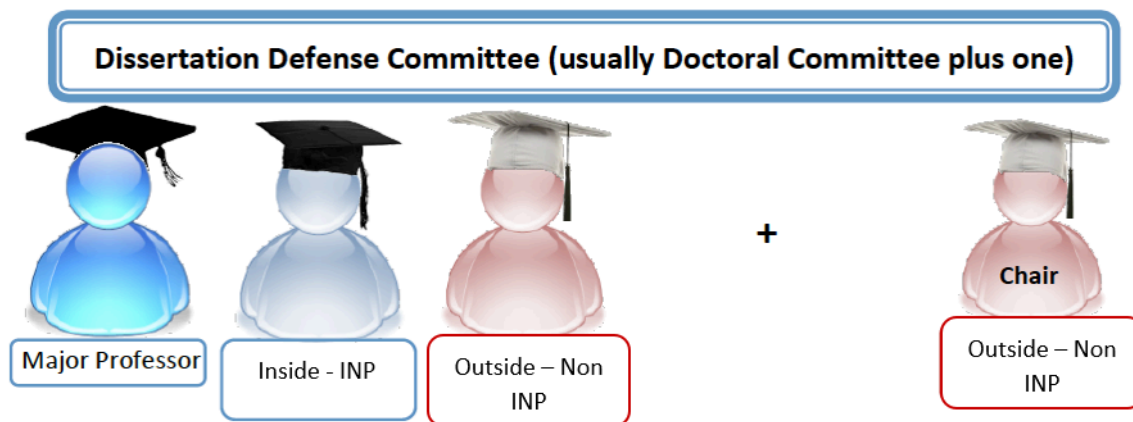 Dissertation Defense Committee (usually Doctoral Committee plus one)
+
Chair
Major Professor
Inside - INP
Outside – Non
INP
Outside – Non
INP